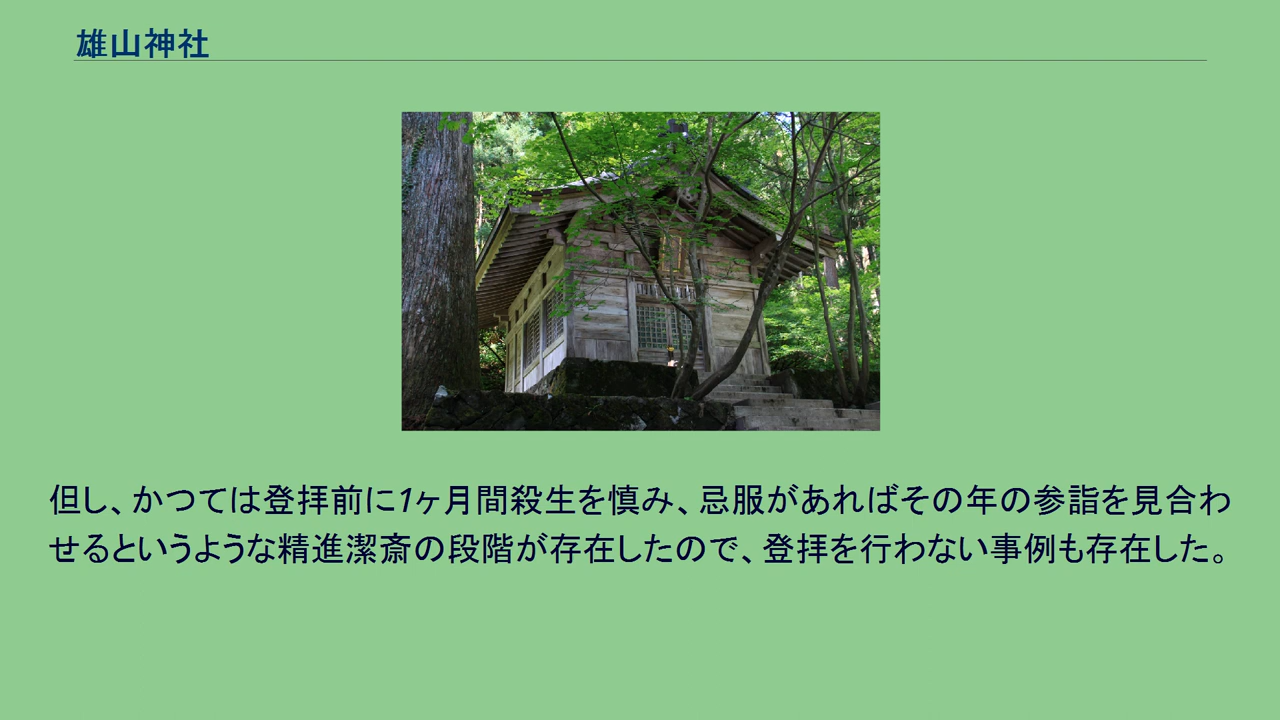 雄山神社
但し、かつては登拝前に1ヶ月間殺生を慎み、忌服があればその年の参詣を見合わ
せるというような精進潔斎の段階が存在したので、登拝を行わない事例も存在した。